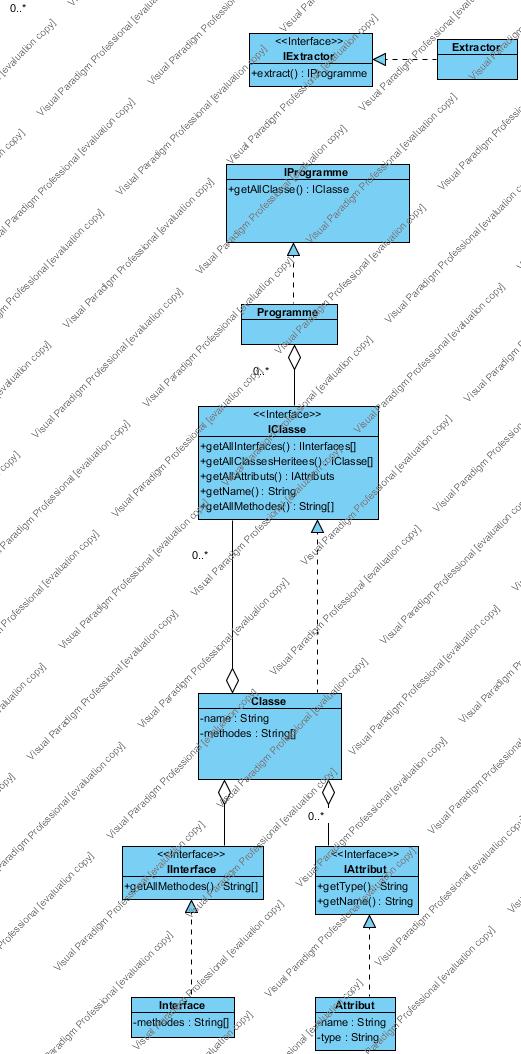 0..*
<<Interface>>
IExtractor
+extract() : IProgramme
Extractor
IProgramme
+getAllClasse() : IClasse
Programme
0..*
<<Interface>>
IClasse
+getAllInterfaces() : IInterfaces[]
+getAllClassesHeritees() : IClasse[]
+getAllAttributs() : IAttributs
+getName() : String
+getAllMethodes() : String[]
0..*
Classe
-name : String
-methodes : String[]
0..*
<<Interface>>
IInterface
+getAllMethodes() : String[]
<<Interface>>
IAttribut
+getType() : String
+getName() : String
Interface
-methodes : String[]
Attribut
-name : String
-type : String
Visual Paradigm Professional [evaluation copy]